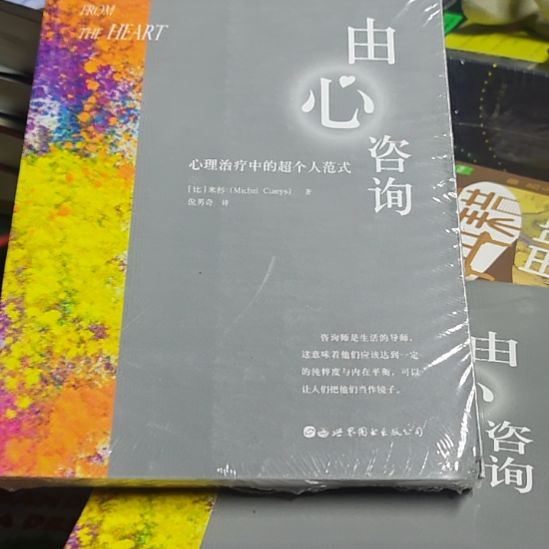 FROM
THE HEART
由
心
咨
询
心理治疗中的超个人范式
[比]米杉(Michel Coenye) 著
倪男奇 译
咨询师是生活的导师,
这意味着他们应该达到一定
的纯粹度与内在平衡,可以
让人们把他们当作镜子。
世界图书出版公司
由
心
咨
询